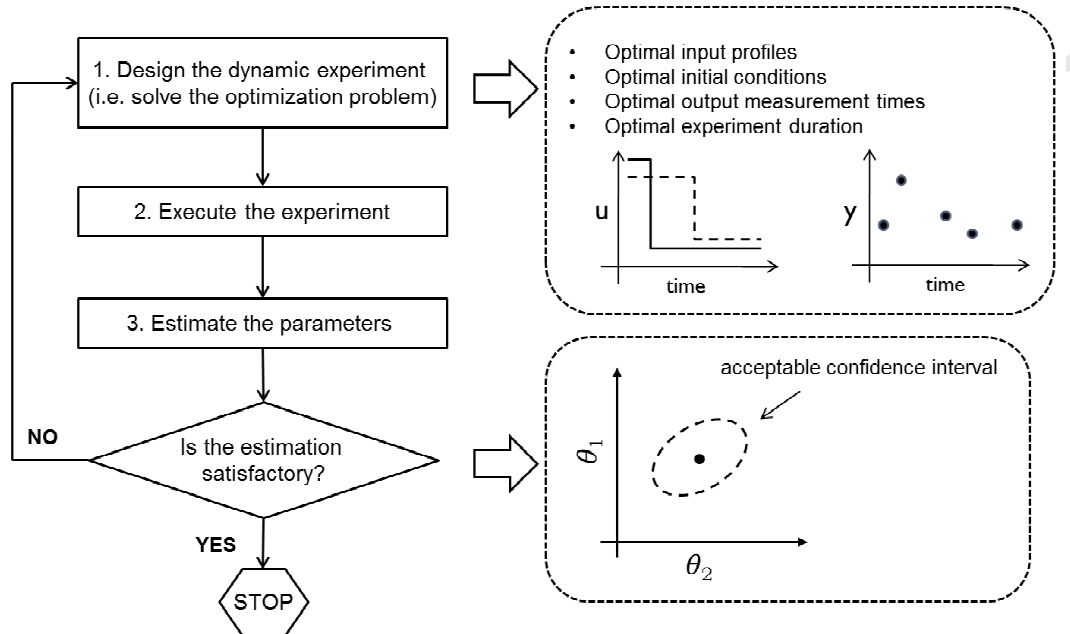 1. Design the dynamic experiment
(i.e. solve the optimization problem)
2. Execute the experiment
3. Estimate the parameters
Is the estimation
satisfactory?
NO
YES
STOP
• Optimal input profiles
• Optimal initial conditions
• Optimal output measurement times
• Optimal experiment duration
u
time
y
time
acceptable confidence interval
θ₁
θ₂